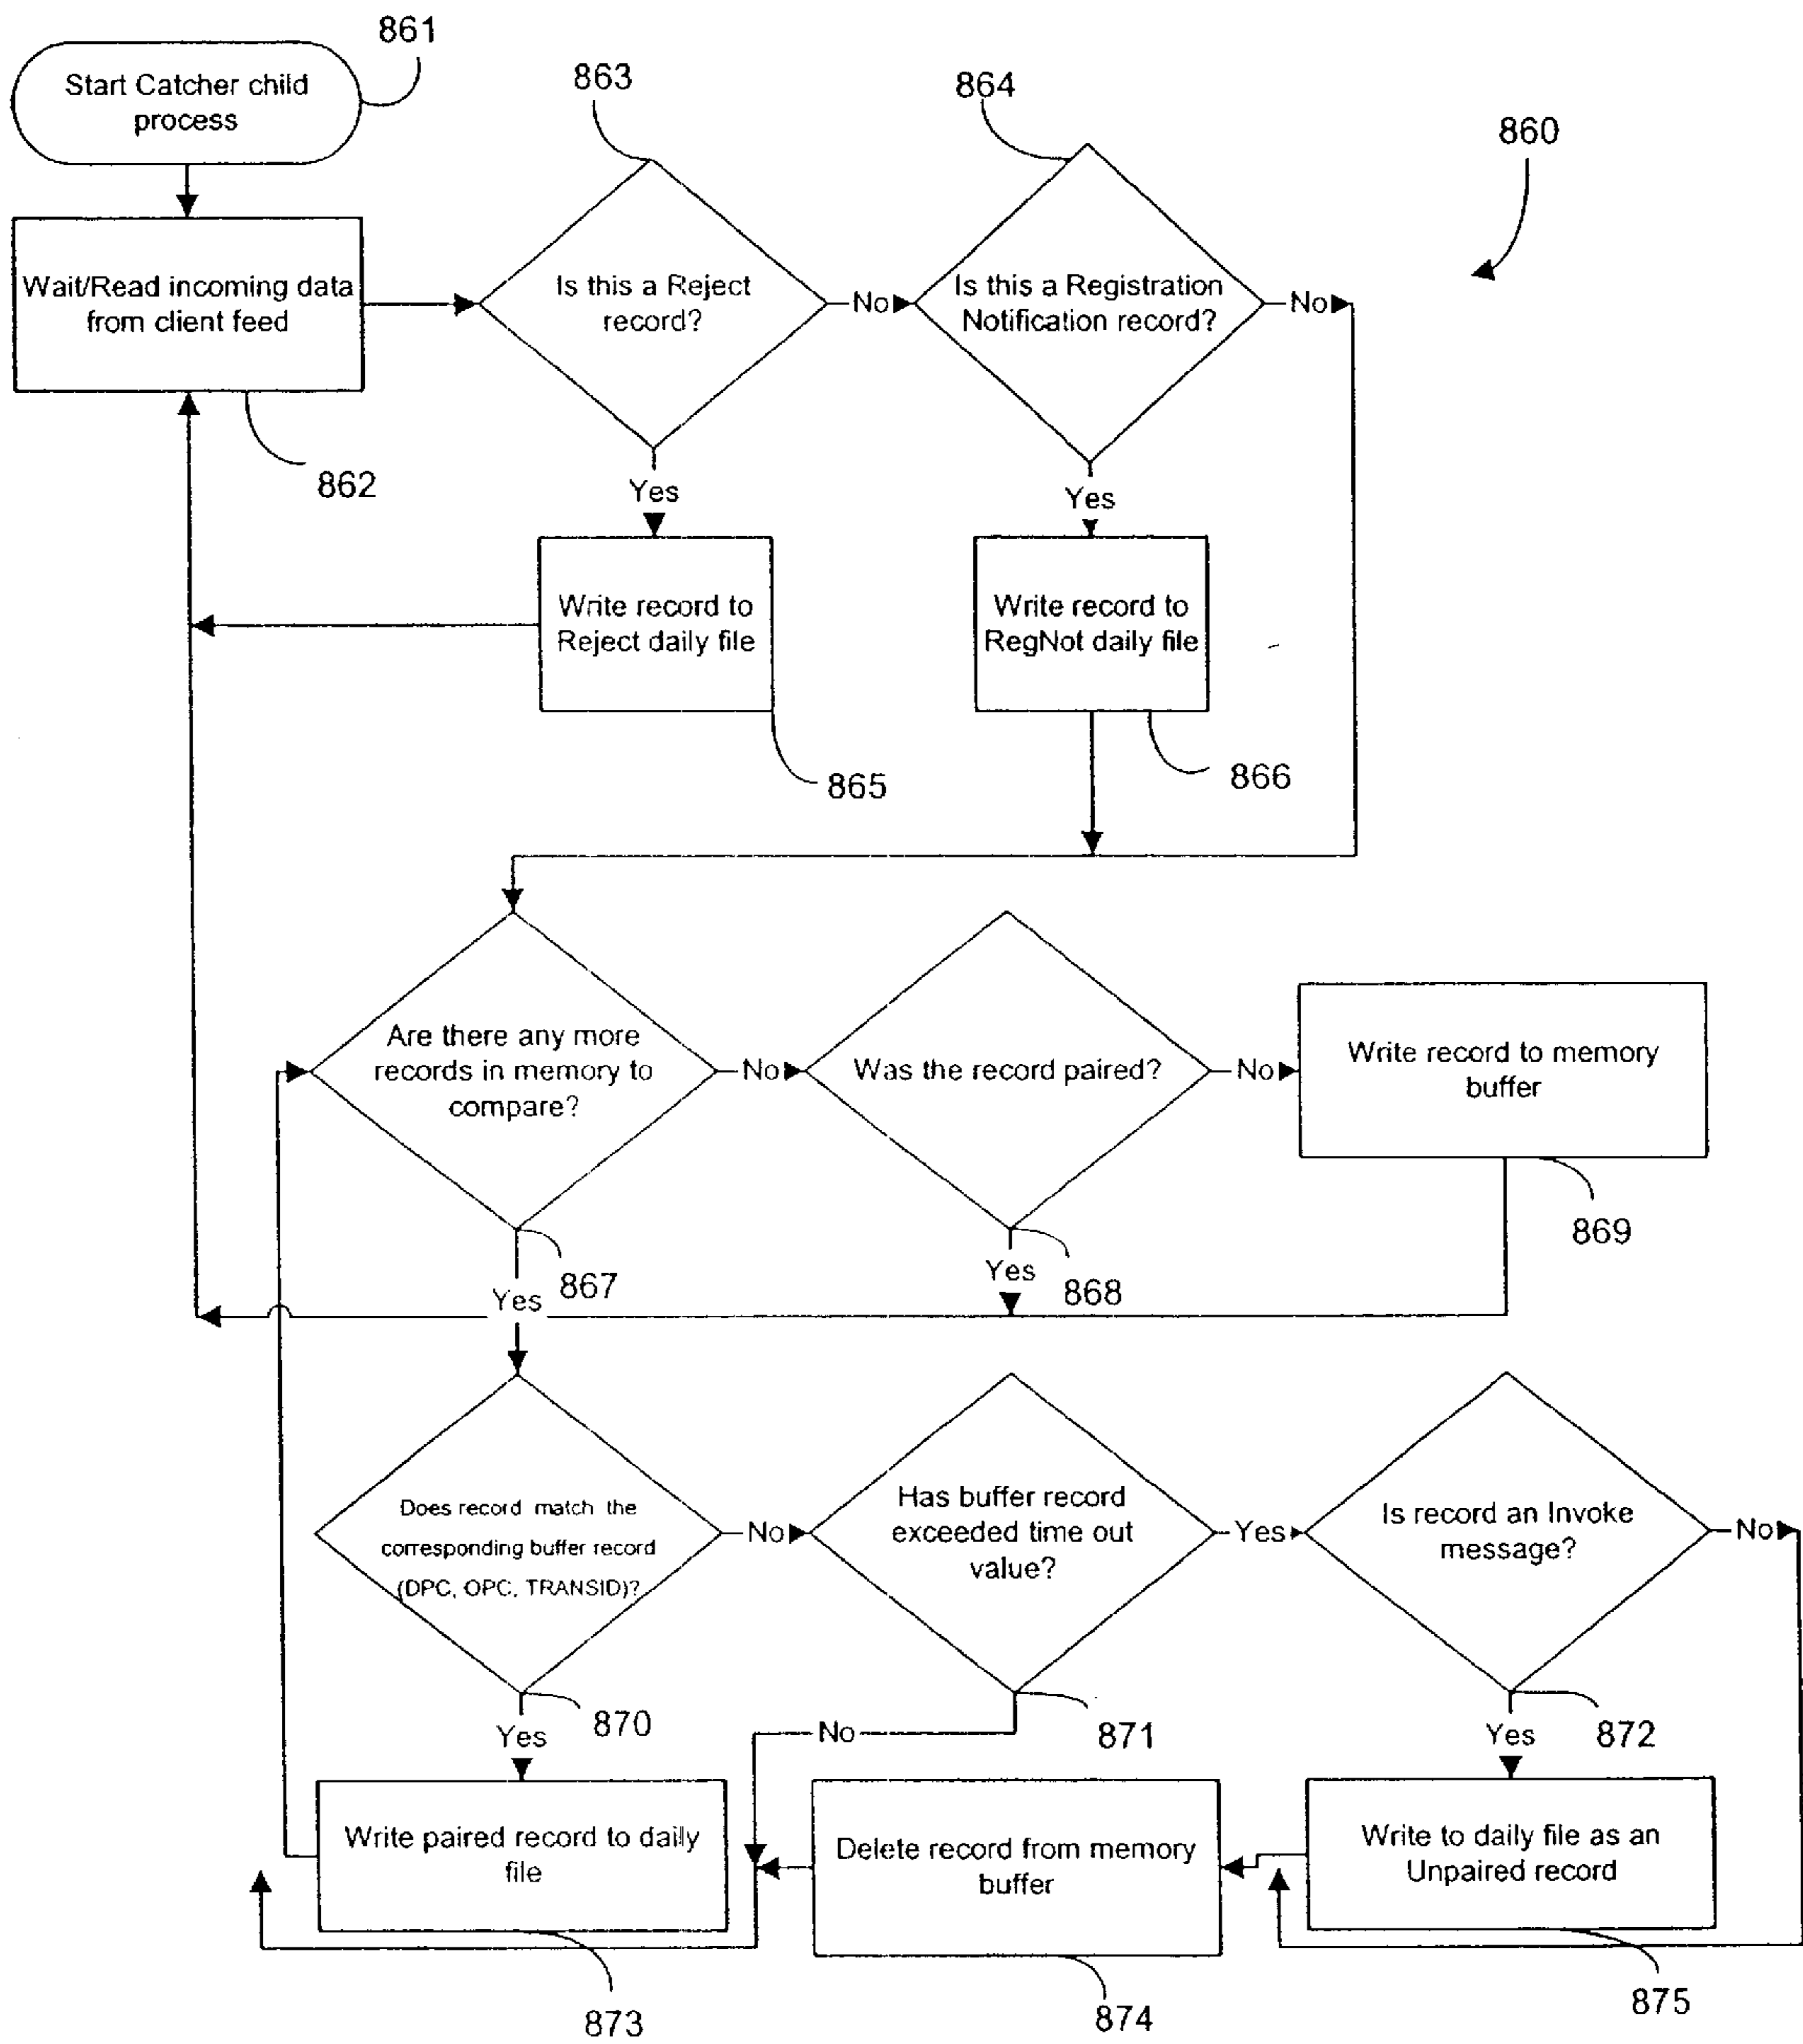 861
Start Catcher child
process
863
864
860
Wait/Read incoming data
from client feed
Is this a Reject
record?
No
Is this a Registration
Notification record?
No
862
Yes
Yes
Write record to
Reject daily file
Write record to
RegNot daily file
865
866
Are there any more
records in memory to
compare?
No
Was the record paired?
No
Write record to memory
buffer
869
867
868
Yes
Yes
Does record match the
corresponding buffer record
(DPC, OPC, TRANSID)?
No
Has buffer record
exceeded time out
value?
Yes
Is record an Invoke
message?
No
870
871
872
Yes
No
Yes
Write paired record to daily
file
Delete record from memory
buffer
Write to daily file as an
Unpaired record
873
874
875